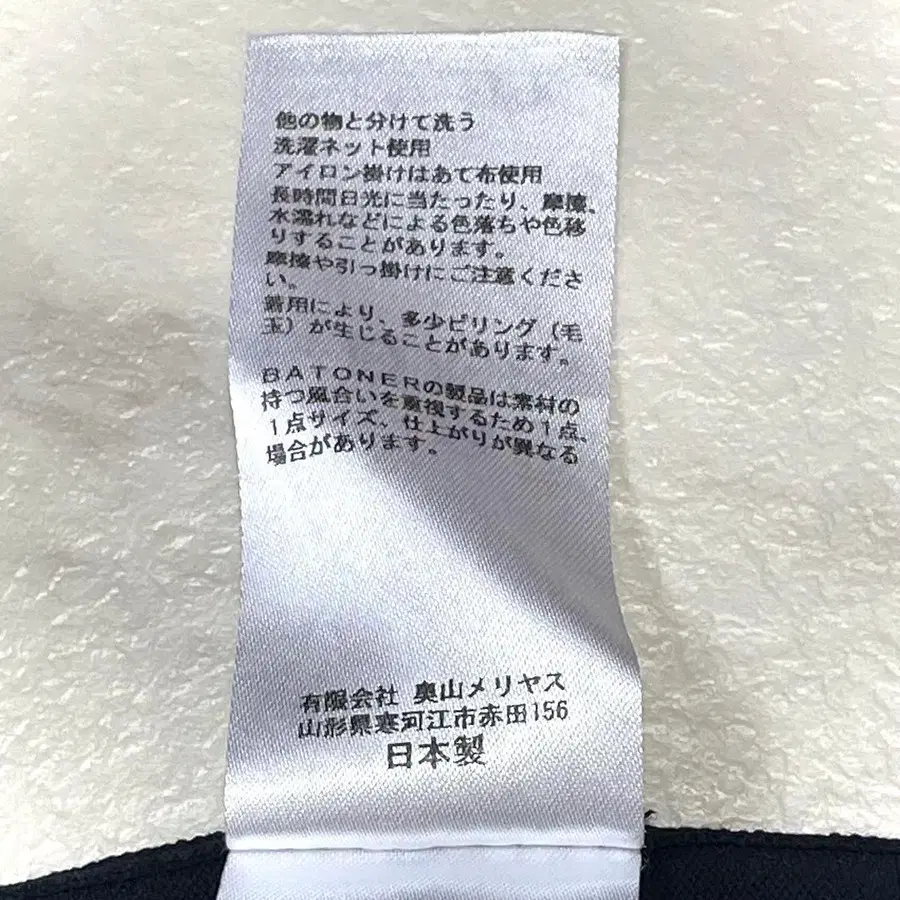 他の物と分けて洗う
洗濯ネット使用
アイロン掛けはあて布使用
長時間日光に当たったり、摩擦、
水濡れなどによる色落ちや色移
りすることがあります。
摩擦や引っ掛けにご注意くださ
い。
着用により、多少ピリング（毛
玉）が生じることがあります。
BATONERの製品は素材の
持つ風合いを重視するため1点、
1点サイズ、仕上がりが異なる
場合があります。
有限会社 奥山メリヤス
山形県寒河江市赤田156
日本製